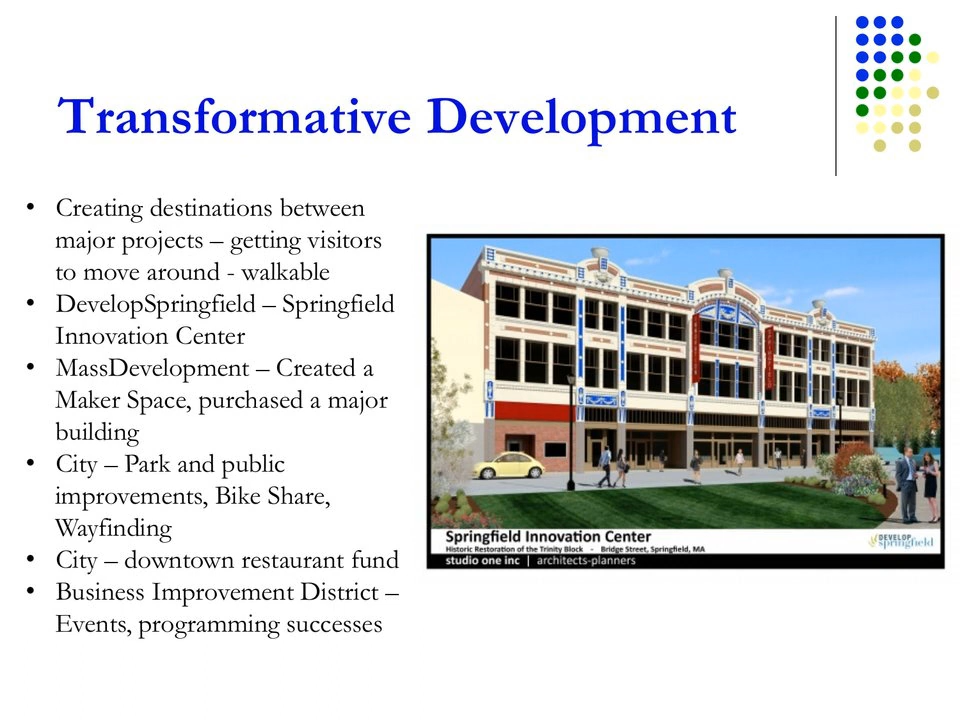 Transformative Development
• Creating destinations between
major projects – getting visitors
to move around - walkable
• DevelopSpringfield – Springfield
Innovation Center
• MassDevelopment – Created a
Maker Space, purchased a major
building
• City – Park and public
improvements, Bike Share,
Wayfinding
• City – downtown restaurant fund
• Business Improvement District –
Events, programming successes
Springfield Innovation Center
Historic Restoration of the Trinity Block - Bridge Street, Springfield, MA
studio one inc | architects-planners
DEVELOP
springfield